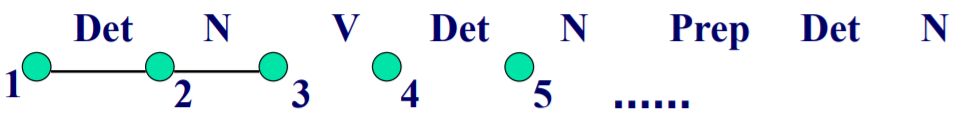 Det N V Det N Prep Det N
1 2 3 4 5 ......